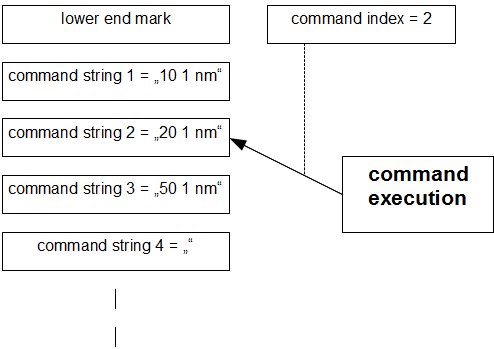 lower end mark
command index = 2
command string 1 = „10 1 nm“
command string 2 = „20 1 nm“
command string 3 = „50 1 nm“
command string 4 = „“
command
execution